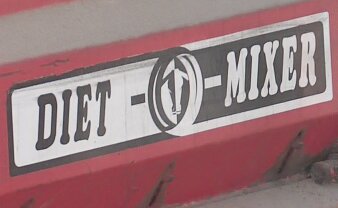 DIET - - MIXER